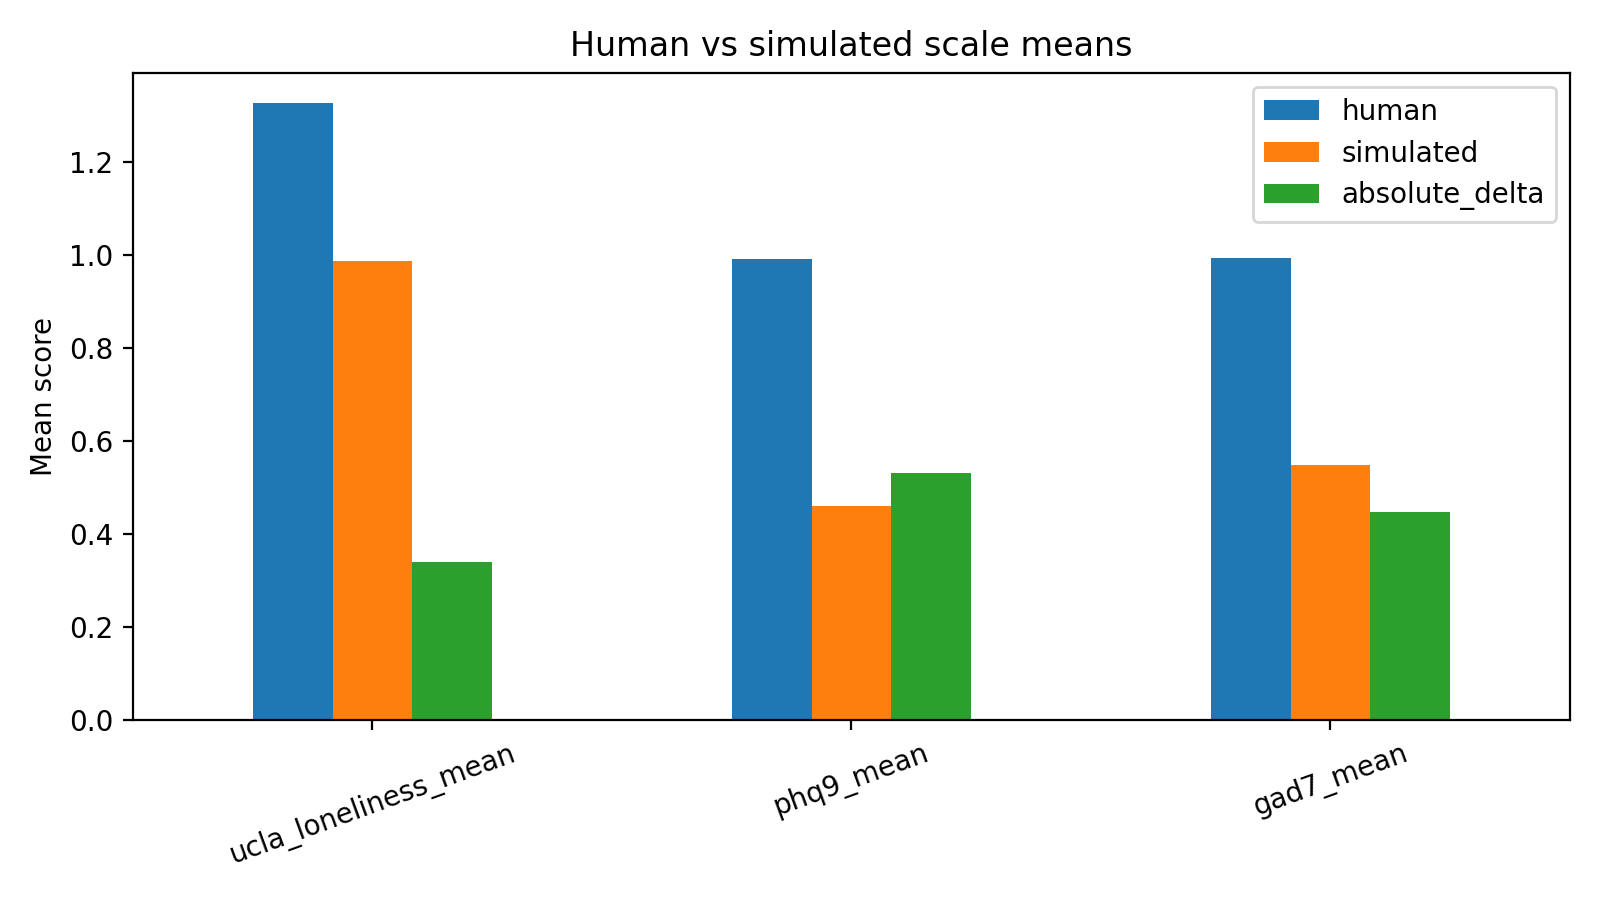 Human vs simulated scale means
human
simulated
absolute_delta
Mean score
1.2
1.0
0.8
0.6
0.4
0.2
0.0
ucla_loneliness_mean
phq9_mean
gad7_mean